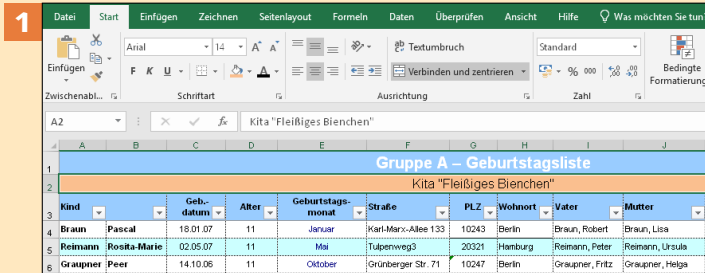 1
Datei Start Einfügen Zeichnen Seitenlayout Formeln Daten Überprüfen Ansicht Hilfe Was möchten Sie tun?
Arial 14 A A Textumbruch Standard
Einfügen F K U A Verbinden und zentrieren % 000 Bedingte
Formatierung
Zwischenabl... Schriftart Ausrichtung Zahl
A2 fx Kita "Fleißiges Bienchen"
A B C D E F G H I J
1 Gruppe A – Geburtstagsliste
2 Kita "Fleißiges Bienchen"
3 Kind Geb.-datum Alter Geburtstags-monat Straße PLZ Wohnort Vater Mutter
4 Braun Pascal 18.01.07 11 Januar Karl-Marx-Allee 133 10243 Berlin Braun, Robert Braun, Lisa
5 Reimann Rosita-Marie 02.05.07 11 Mai Tulpenweg3 20321 Hamburg Reimann, Peter Reimann, Ursula
6 Graupner Peer 14.10.06 11 Oktober Grünberger Str. 71 10247 Berlin Graupner, Fritz Graupner, Helga